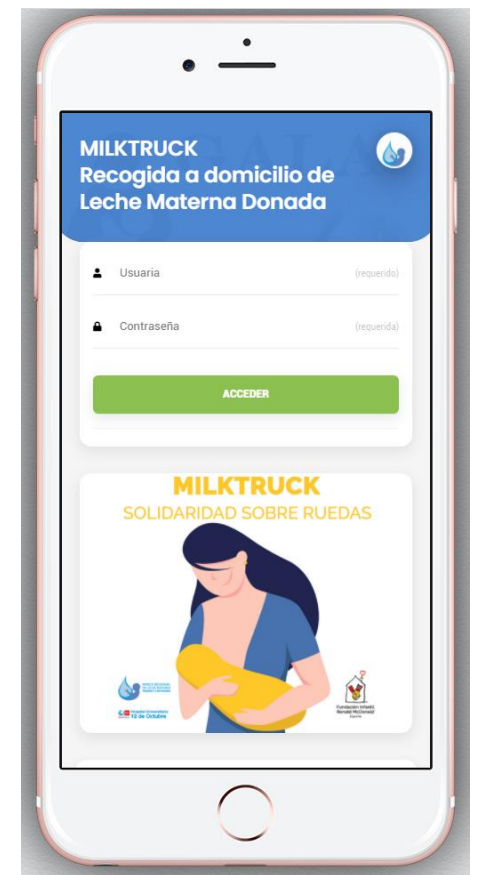 MILKTRUCK
Recogida a domicilio de
Leche Materna Donada
Usuaria (requerido)
Contraseña (requerida)
ACCEDER
MILKTRUCK
SOLIDARIDAD SOBRE RUEDAS
Hospital Universitario
12 de Octubre
Fundación Infantil
Ronald McDonald